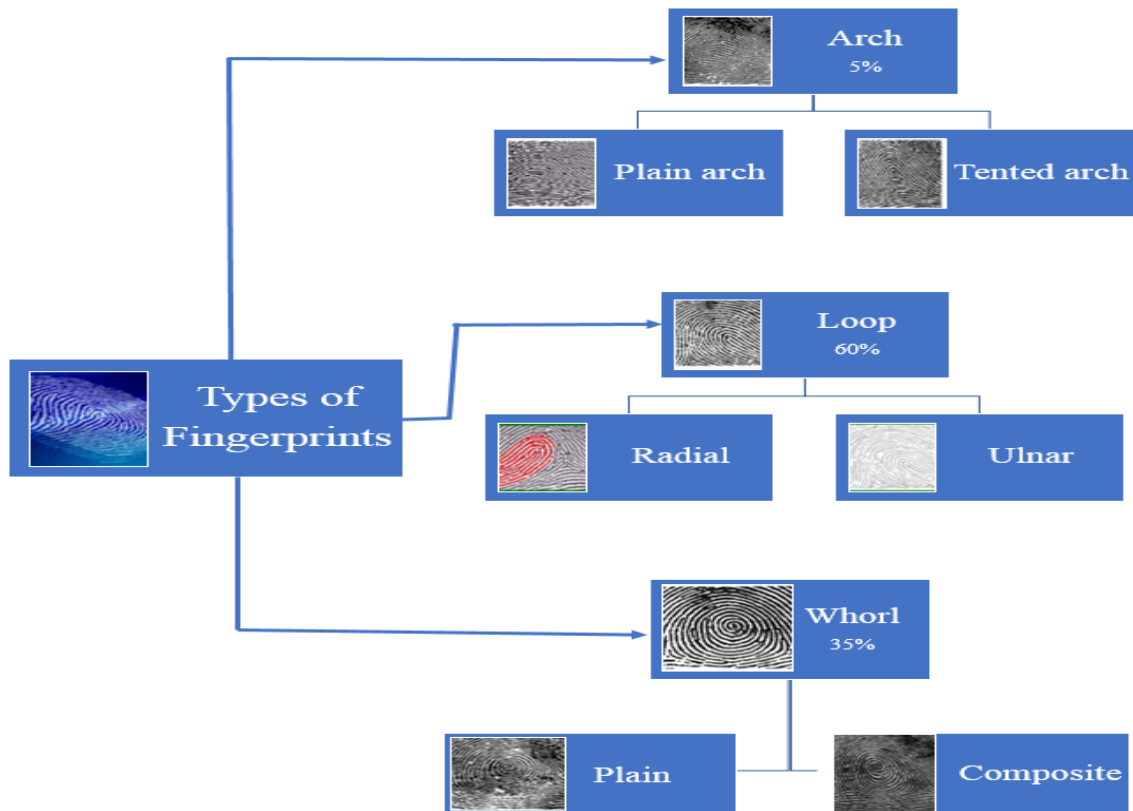 Arch
5%
Plain arch
Tented arch
Loop
60%
Types of
Fingerprints
Radial
Ulnar
Whorl
35%
Plain
Composite